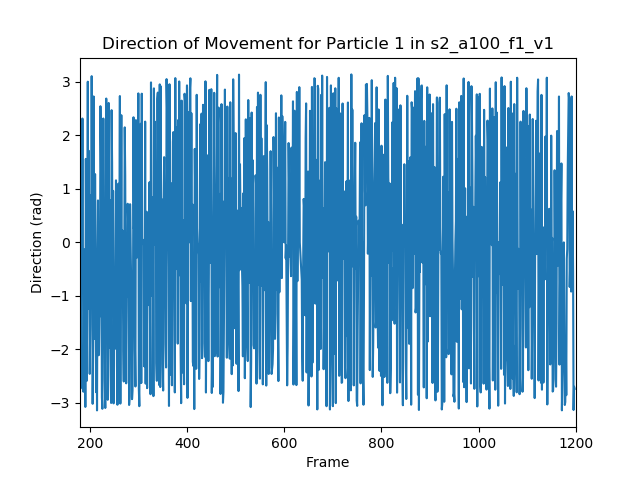 Direction of Movement for Particle 1 in s2_a100_f1_v1
3
2
1
0
−1
−2
−3
Direction (rad)
200 400 600 800 1000 1200
Frame